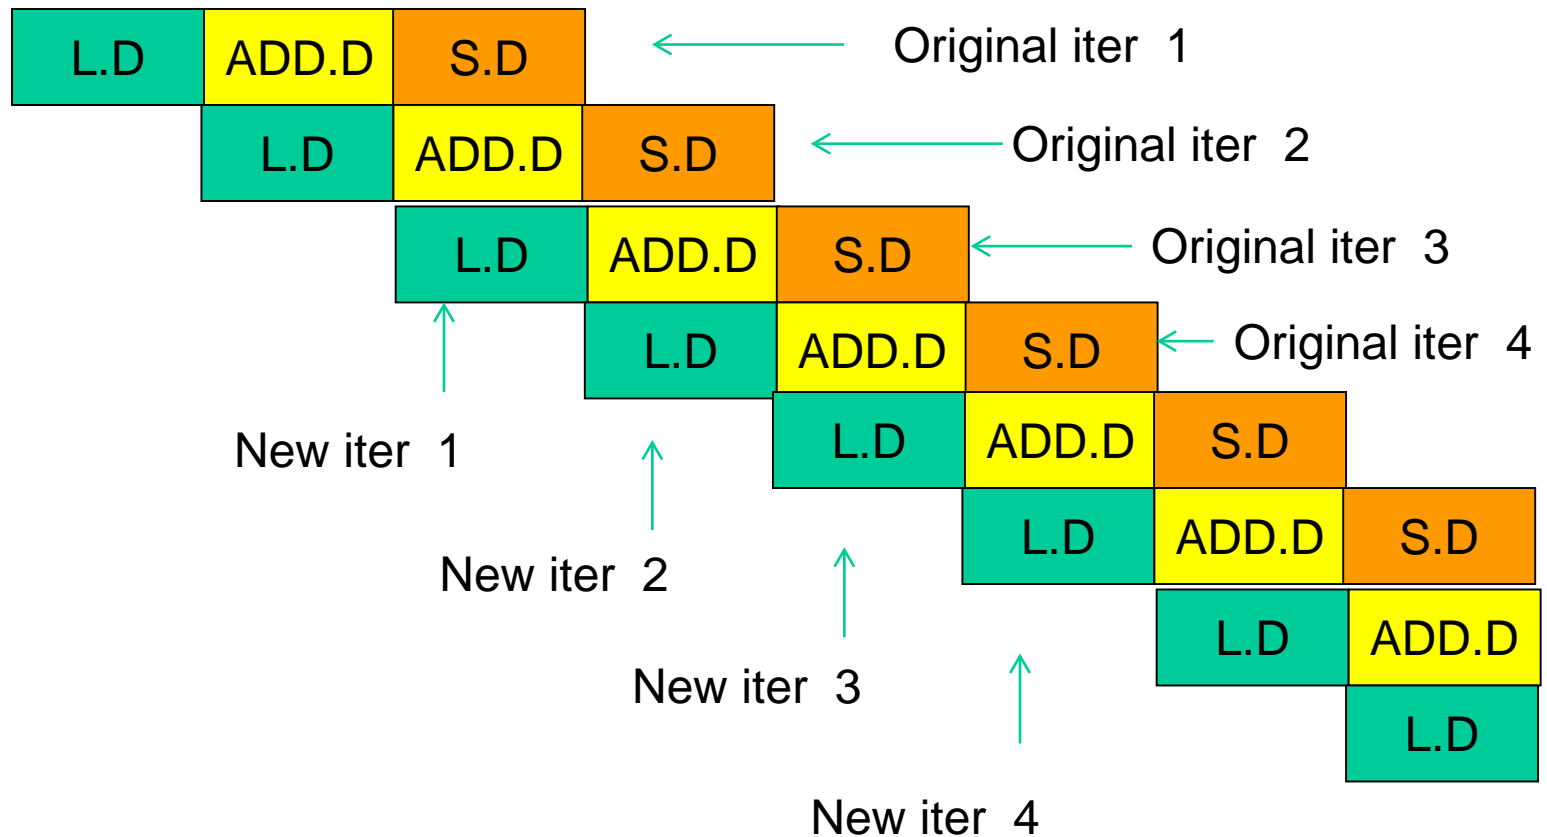 L.D ADD.D S.D Original iter 1
L.D ADD.D S.D Original iter 2
L.D ADD.D S.D Original iter 3
L.D ADD.D S.D Original iter 4
New iter 1 L.D ADD.D S.D
L.D ADD.D S.D
New iter 2
L.D ADD.D
New iter 3
L.D
New iter 4